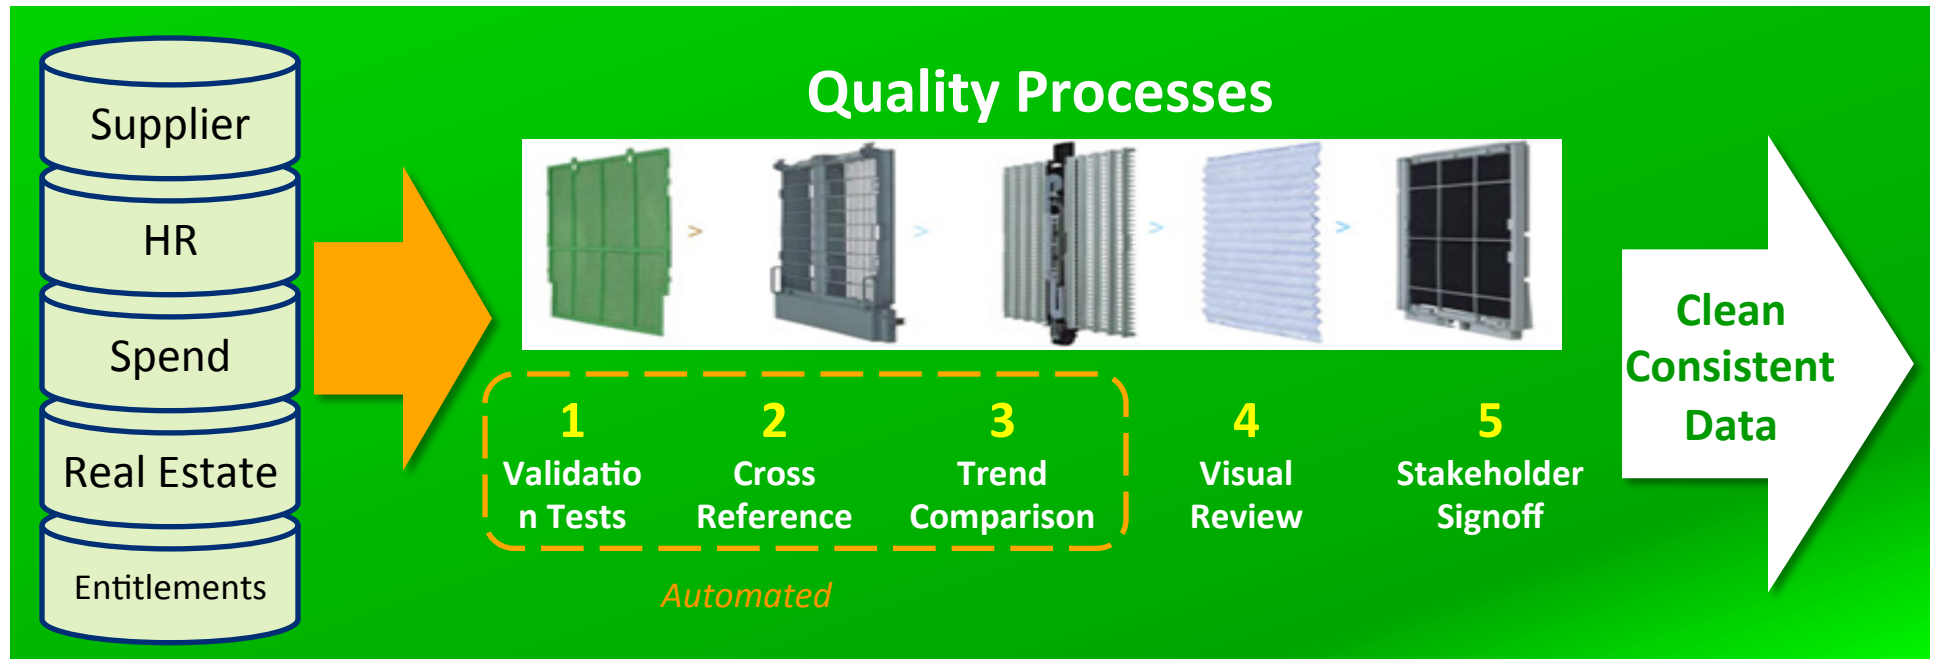 Quality Processes
Supplier
HR
Spend
Real Estate
Entitlements
>
>
>
>
1
Validatio
n Tests
2
Cross
Reference
3
Trend
Comparison
4
Visual
Review
5
Stakeholder
Signoff
Automated
Clean
Consistent
Data